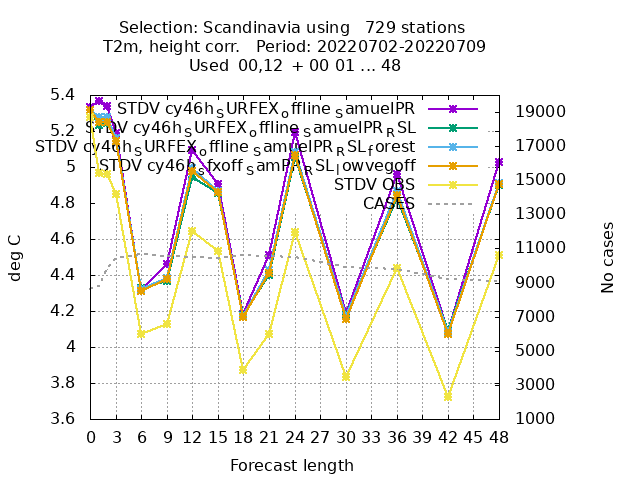 Selection: Scandinavia using   729 stations
T2m, height corr.   Period: 20220702-20220709
Used  00,12  + 00 01 ... 48
5.4
5.2
5
4.8
4.6
4.4
4.2
4
3.8
3.6
deg C
STDV cy46h_SURFEX_offline_samuelPR
STDV cy46h_SURFEX_offline_samuelPR_RSL
STDV cy46h_SURFEX_offline_samuelPR_RSL_forest
STDV OBS
CASES
19000
17000
15000
13000
11000
9000
7000
5000
3000
1000
No cases
0 3 6 9 12 15 18 21 24 27 30 33 36 39 42 45 48
Forecast length